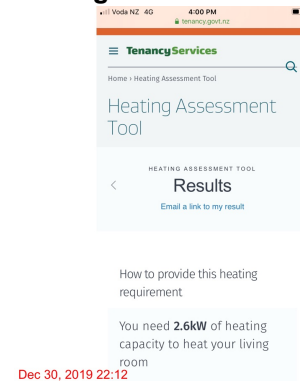 Voda NZ 4G 4:00 PM
tenancy.govt.nz
Tenancy Services
Home › Heating Assessment Tool
Heating Assessment
Tool
HEATING ASSESSMENT TOOL
Results
Email a link to my result
How to provide this heating
requirement
You need 2.6kW of heating
capacity to heat your living
room
Dec 30, 2019 22:12